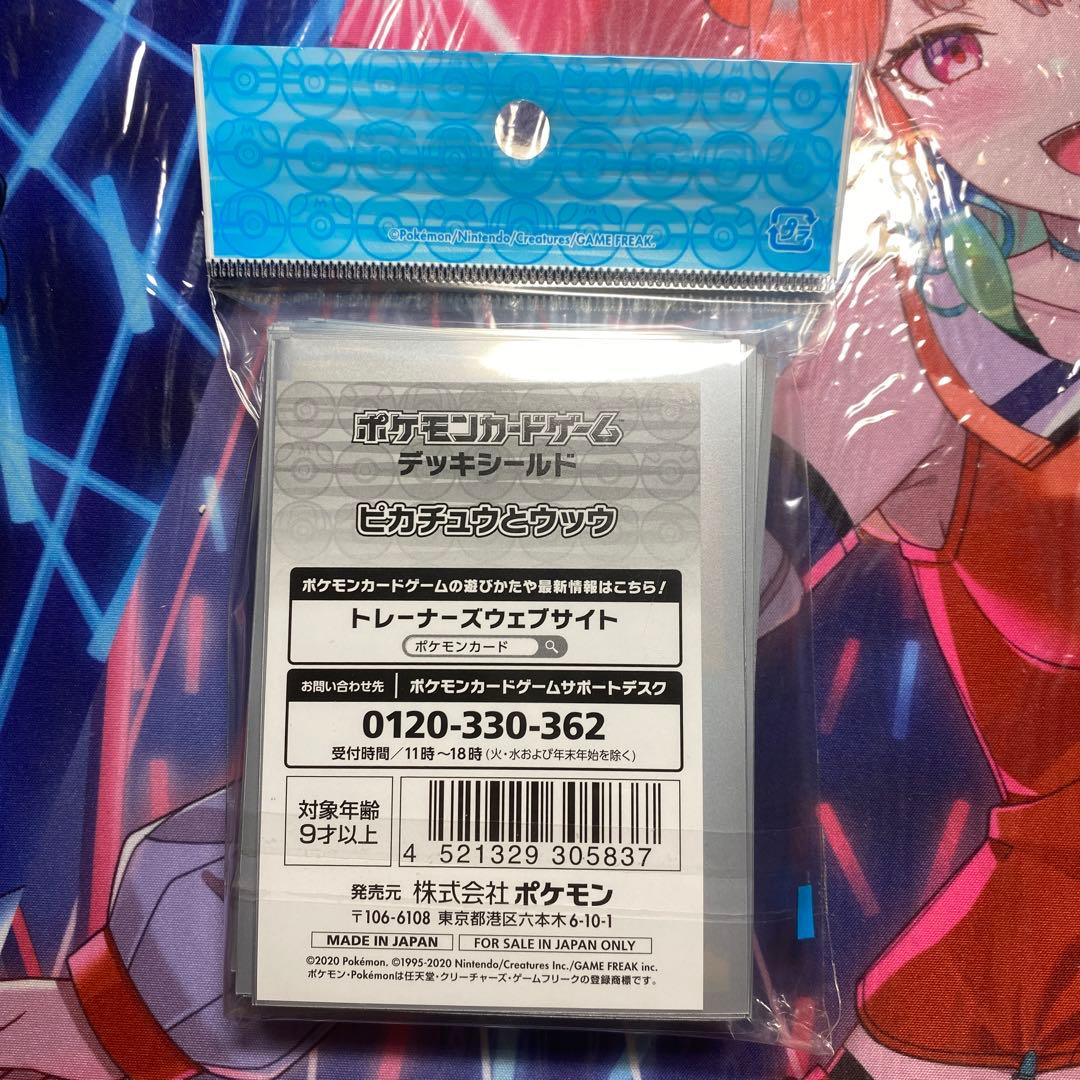 ©Pokémon/Nintendo/Creatures/GAME FREAK.
プラ
ポケモンカードゲーム
デッキシールド
ピカチュウとウッウ
ポケモンカードゲームの遊びかたや最新情報はこちら!
トレーナーズウェブサイト
ポケモンカード
お問い合わせ先 ポケモンカードゲームサポートデスク
0120-330-362
受付時間/11時~18時(火・水および年末年始を除く)
対象年齢
9才以上
4 521329 305837
発売元 株式会社 ポケモン
〒106-6108 東京都港区六本木6-10-1
MADE IN JAPAN FOR SALE IN JAPAN ONLY
©2020 Pokémon. ©1995-2020 Nintendo/Creatures Inc./GAME FREAK inc.
ポケモン・Pokémonは任天堂・クリーチャーズ・ゲームフリークの登録商標です。